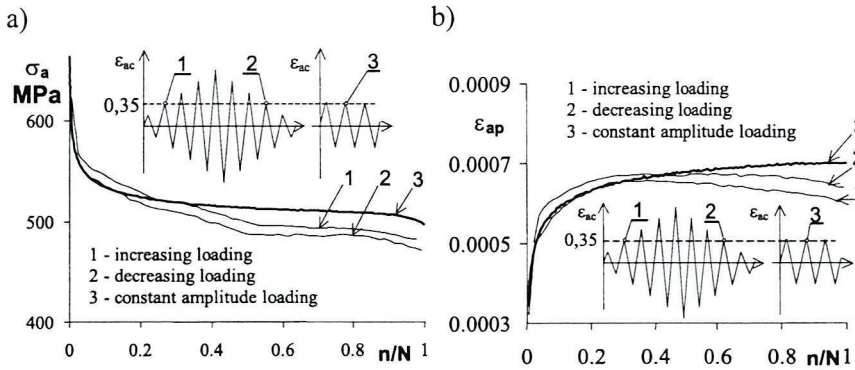 a)
σa
MPa
600
500
400
0
0.2
0.4
0.6
0.8
n/N
1
εac
1
2
0,35
εac
3
1
2
3
1 - increasing loading
2 - decreasing loading
3 - constant amplitude loading
b)
0.0009
εap
0.0007
0.0005
0.0003
0
0.2
0.4
0.6
0.8
n/N
1
1 - increasing loading
2 - decreasing loading
3 - constant amplitude loading
εac
1
2
0,35
εac
3